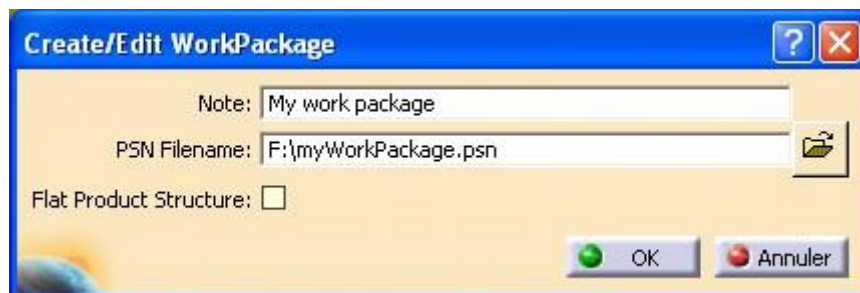 Create/Edit WorkPackage
Note: My work package
PSN Filename: F:\myWorkPackage.psn
Flat Product Structure:
OK Annuler